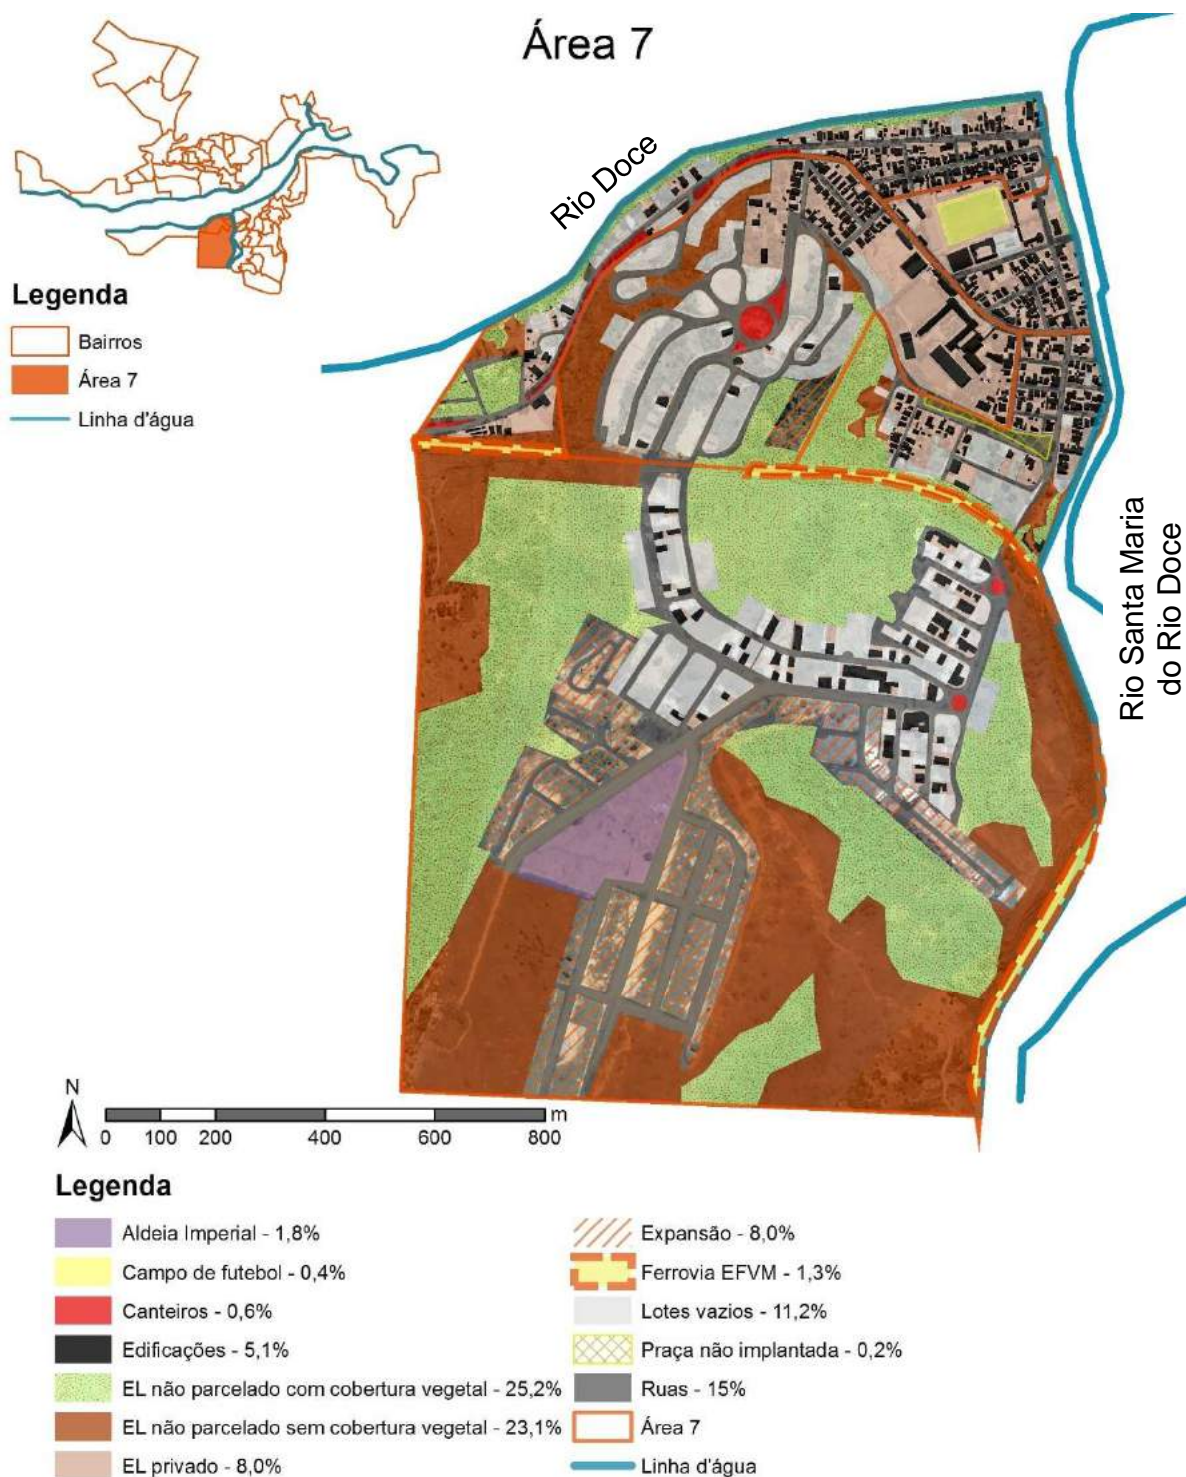 Área 7
Rio Doce
Legenda
Bairros
Área 7
Linha d'água
Rio Santa Maria
do Rio Doce
N
m
0 100 200 400 600 800
Legenda
Aldeia Imperial - 1,8%
Campo de futebol - 0,4%
Canteiros - 0,6%
Edificações - 5,1%
EL não parcelado com cobertura vegetal - 25,2%
EL não parcelado sem cobertura vegetal - 23,1%
EL privado - 8,0%
Expansão - 8,0%
Ferrovia EFVM - 1,3%
Lotes vazios - 11,2%
Praça não implantada - 0,2%
Ruas - 15%
Área 7
Linha d'água